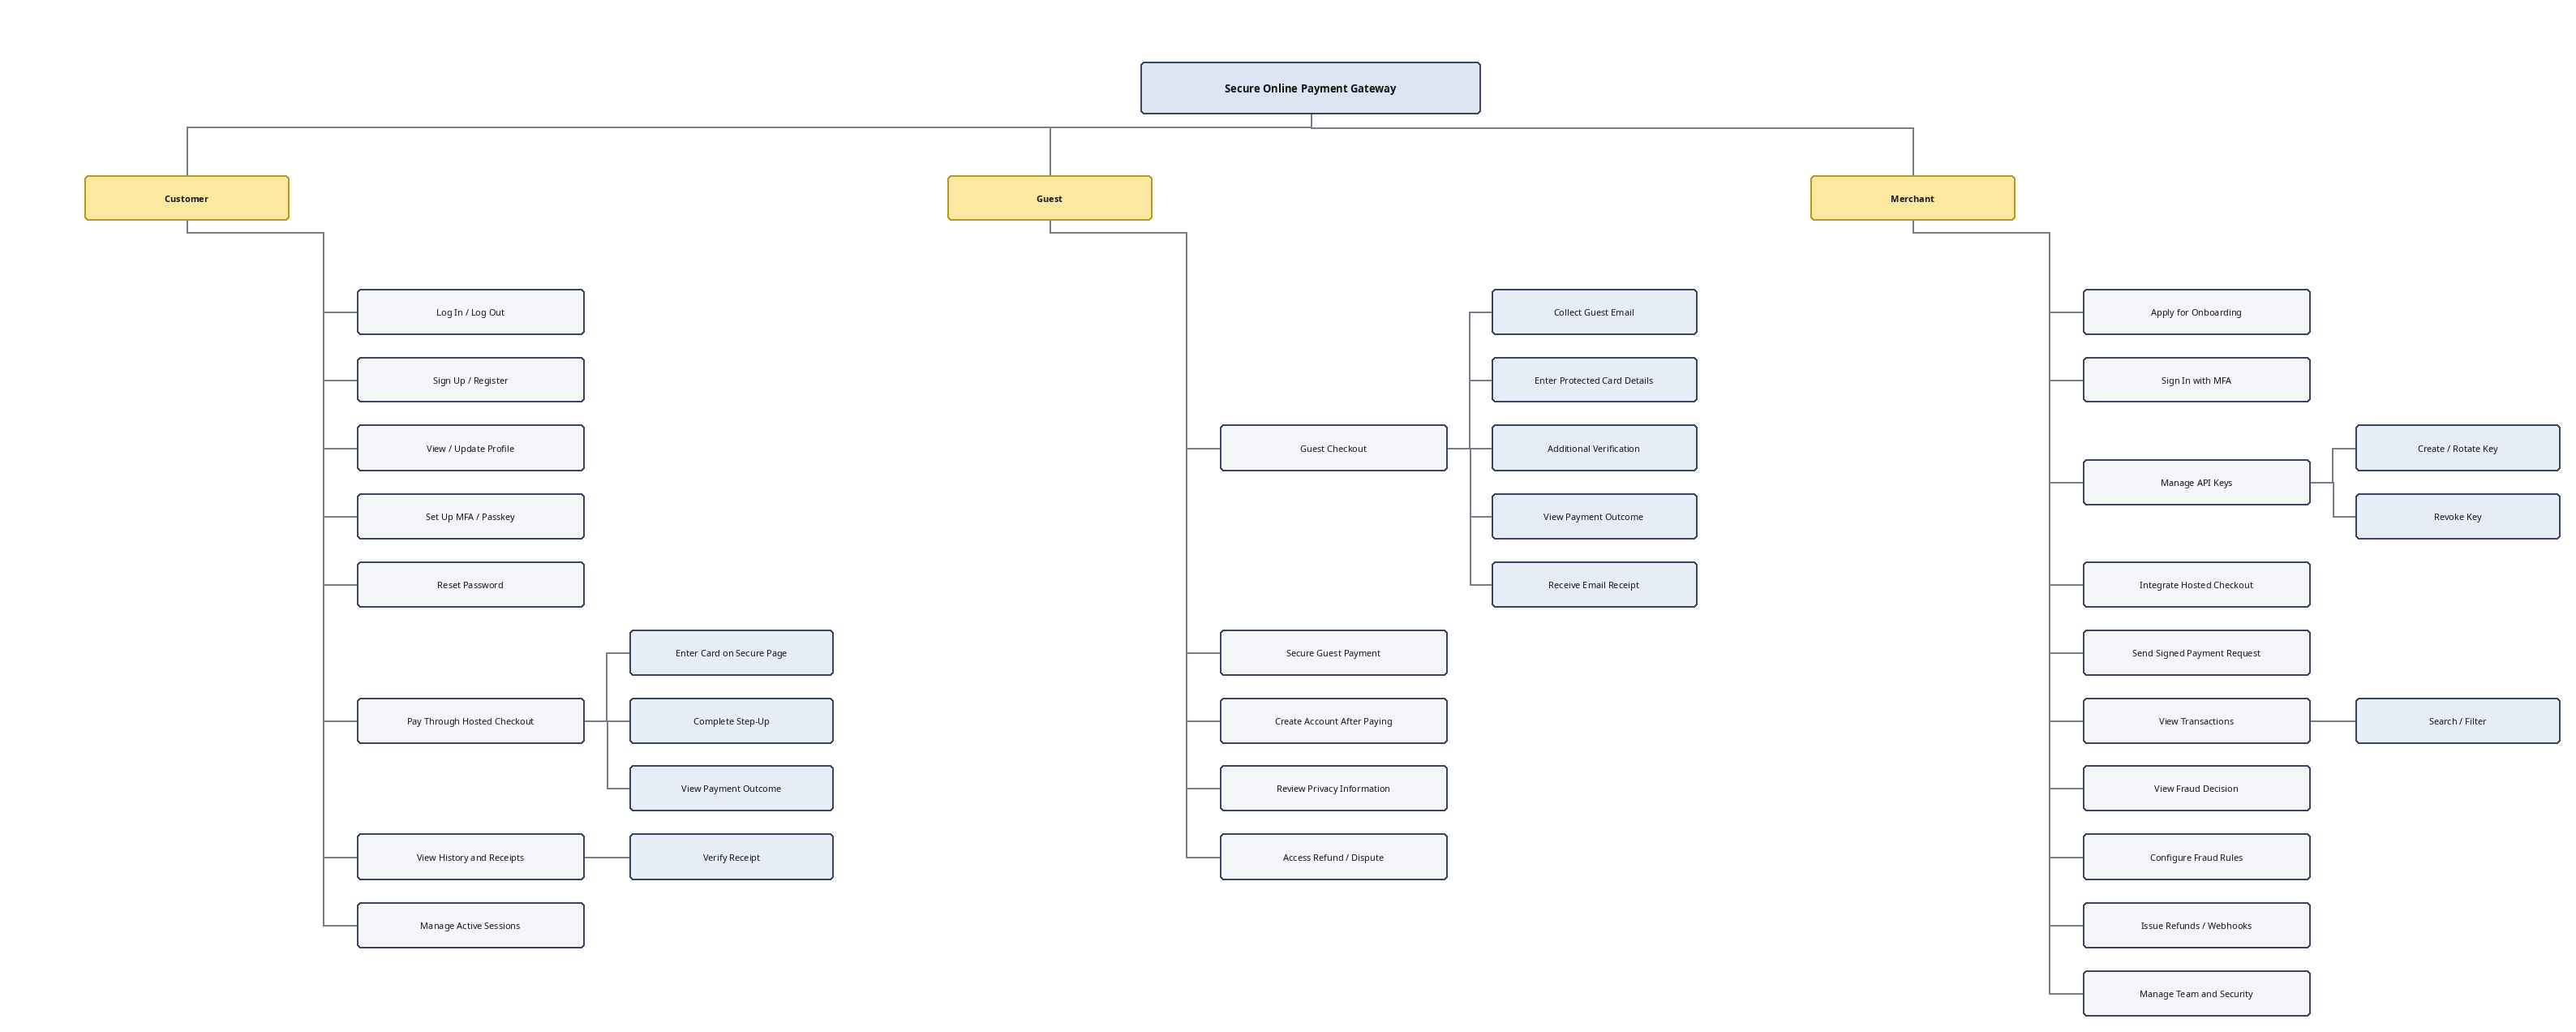 Secure Online Payment Gateway
Customer
Guest
Merchant
Log In / Log Out
Sign Up / Register
View / Update Profile
Set Up MFA / Passkey
Reset Password
Pay Through Hosted Checkout
Enter Card on Secure Page
Complete Step-Up
View Payment Outcome
View History and Receipts
Verify Receipt
Manage Active Sessions
Guest Checkout
Collect Guest Email
Enter Protected Card Details
Additional Verification
View Payment Outcome
Receive Email Receipt
Secure Guest Payment
Create Account After Paying
Review Privacy Information
Access Refund / Dispute
Apply for Onboarding
Sign In with MFA
Manage API Keys
Create / Rotate Key
Revoke Key
Integrate Hosted Checkout
Send Signed Payment Request
View Transactions
Search / Filter
View Fraud Decision
Configure Fraud Rules
Issue Refunds / Webhooks
Manage Team and Security